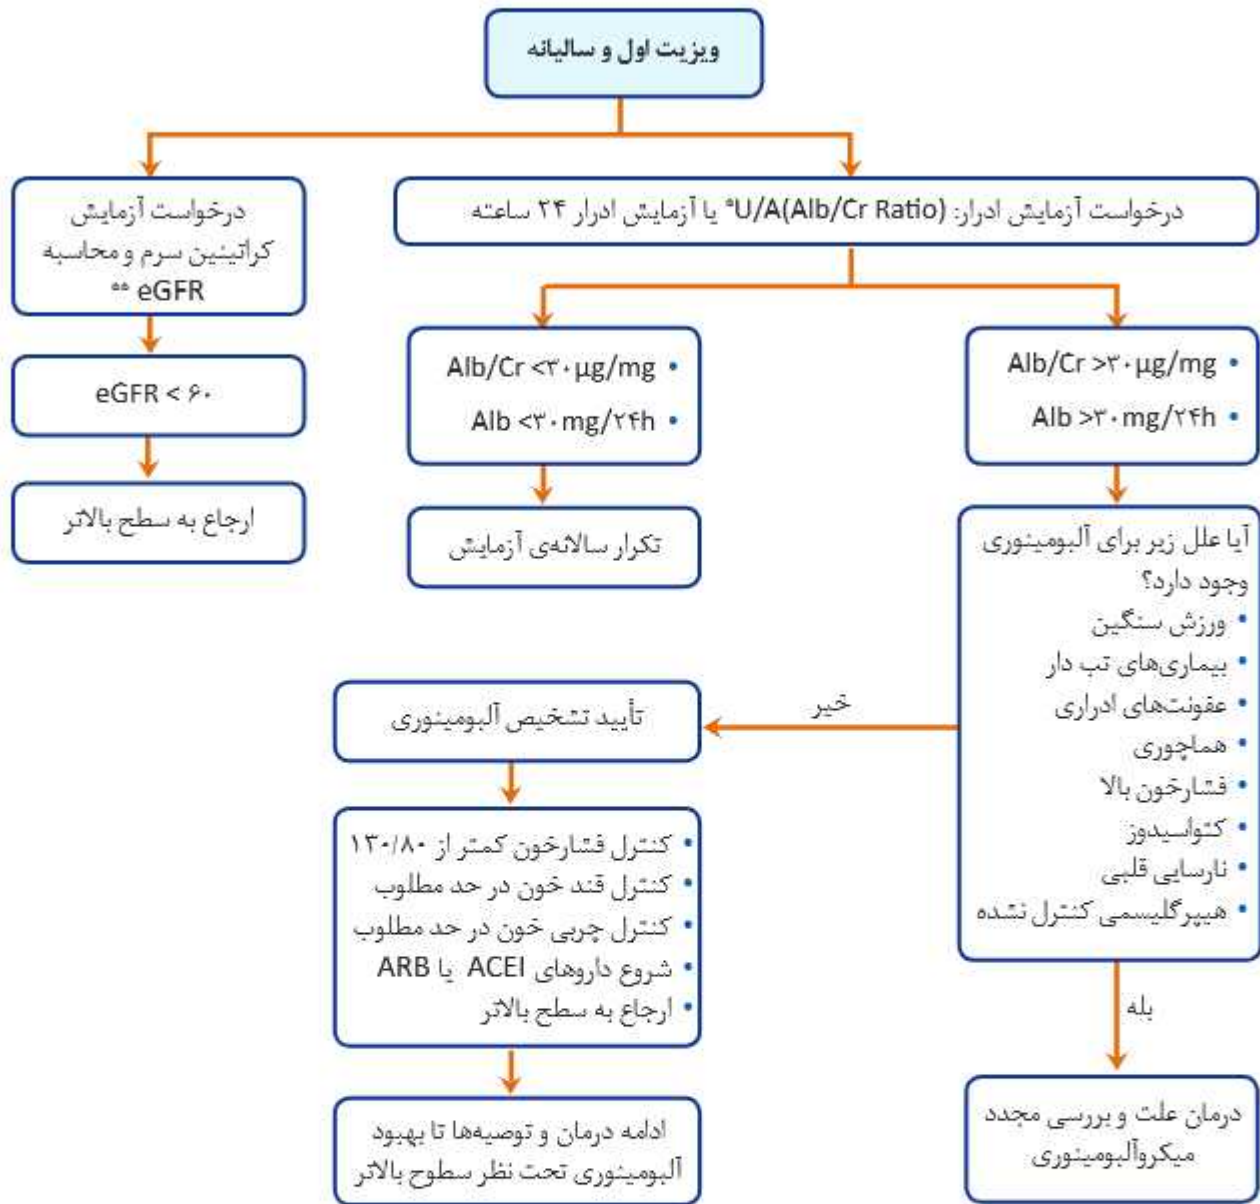 ویزیت اول و سالیانه
درخواست آزمایش ادرار: U/A(Alb/Cr Ratio)* یا آزمایش ادرار ۲۴ ساعته
درخواست آزمایش
کراتینین سرم و محاسبه
eGFR **
eGFR < ۶۰
ارجاع به سطح بالاتر
• Alb/Cr >۳۰µg/mg
• Alb >۳۰mg/۲۴h
• Alb/Cr <۳۰µg/mg
• Alb <۳۰mg/۲۴h
تکرار سالانه‌ی آزمایش
آیا علل زیر برای آلبومینوری
وجود دارد؟
• ورزش سنگین
• بیماری‌های تب دار
• عفونت‌های ادراری
• هماچوری
• فشارخون بالا
• کتواسیدوز
• نارسایی قلبی
• هیپرگلیسمی کنترل نشده
خیر
تأیید تشخیص آلبومینوری
• کنترل فشارخون کمتر از ۱۳۰/۸۰
• کنترل قند خون در حد مطلوب
• کنترل چربی خون در حد مطلوب
• شروع داروهای ACEI یا ARB
• ارجاع به سطح بالاتر
ادامه درمان و توصیه‌ها تا بهبود
آلبومینوری تحت نظر سطوح بالاتر
بله
درمان علت و بررسی مجدد
میکروآلبومینوری